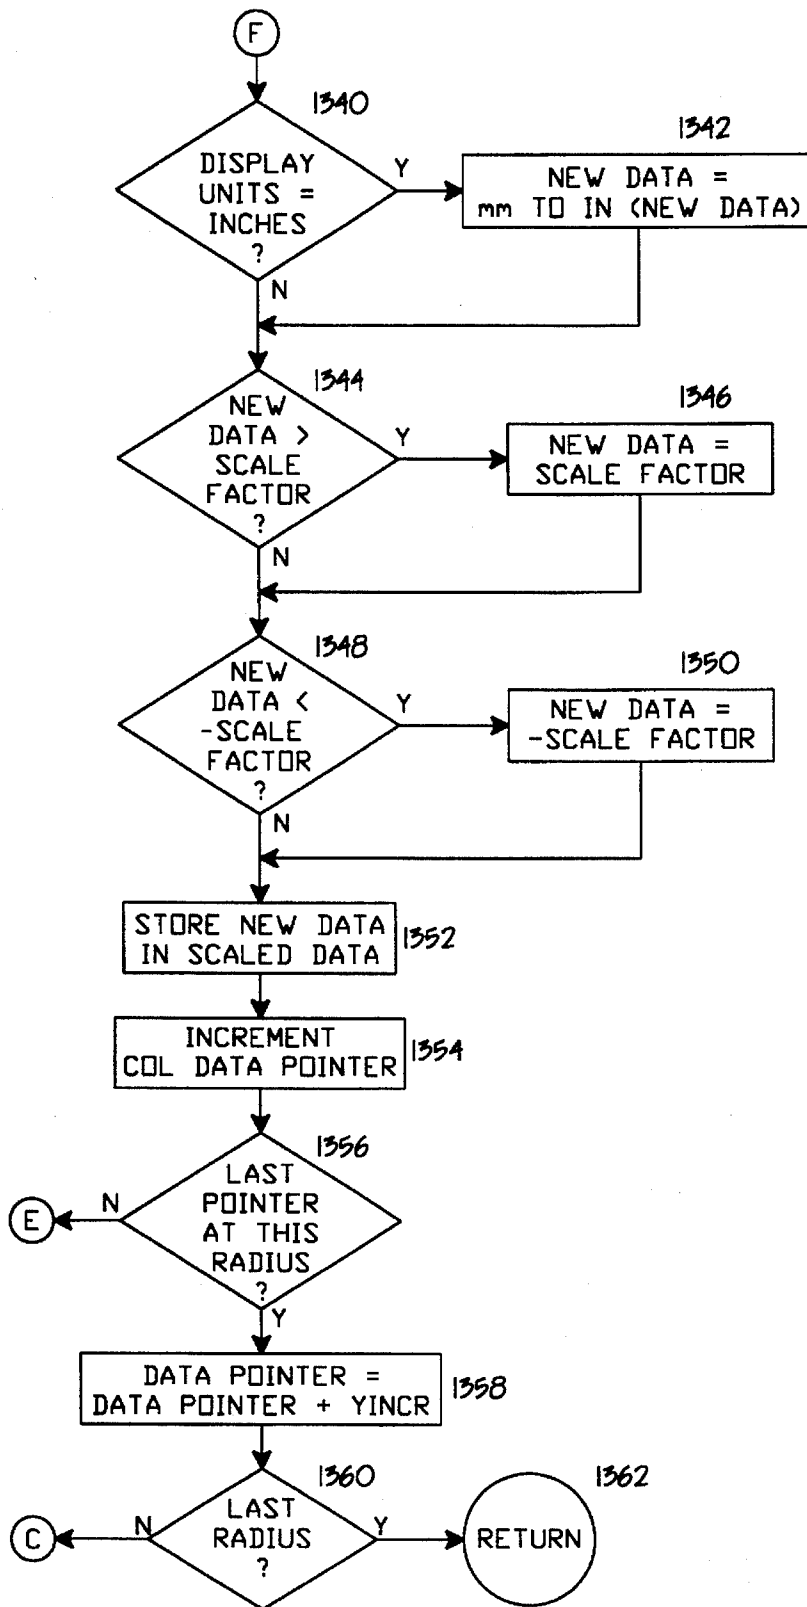 F
1340
DISPLAY
UNITS =
INCHES
?
Y
1342
NEW DATA =
mm TO IN (NEW DATA)
N
1344
NEW
DATA >
SCALE
FACTOR
?
Y
1346
NEW DATA =
SCALE FACTOR
N
1348
NEW
DATA <
-SCALE
FACTOR
?
Y
1350
NEW DATA =
-SCALE FACTOR
N
STORE NEW DATA
IN SCALED DATA
1352
INCREMENT
COL DATA POINTER
1354
1356
LAST
POINTER
AT THIS
RADIUS
?
N
E
Y
DATA POINTER =
DATA POINTER + YINCR
1358
1360
LAST
RADIUS
?
N
C
Y
1362
RETURN